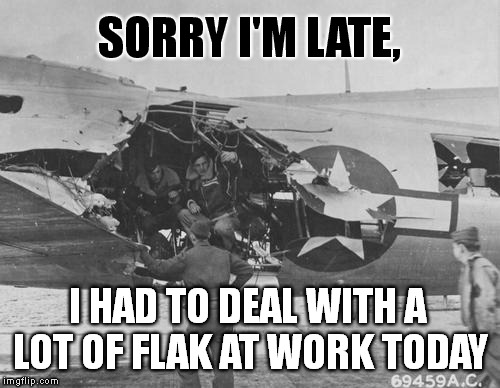 SORRY I'M LATE,
I HAD TO DEAL WITH A
LOT OF FLAK AT WORK TODAY
imgflip.com
69459A.C.